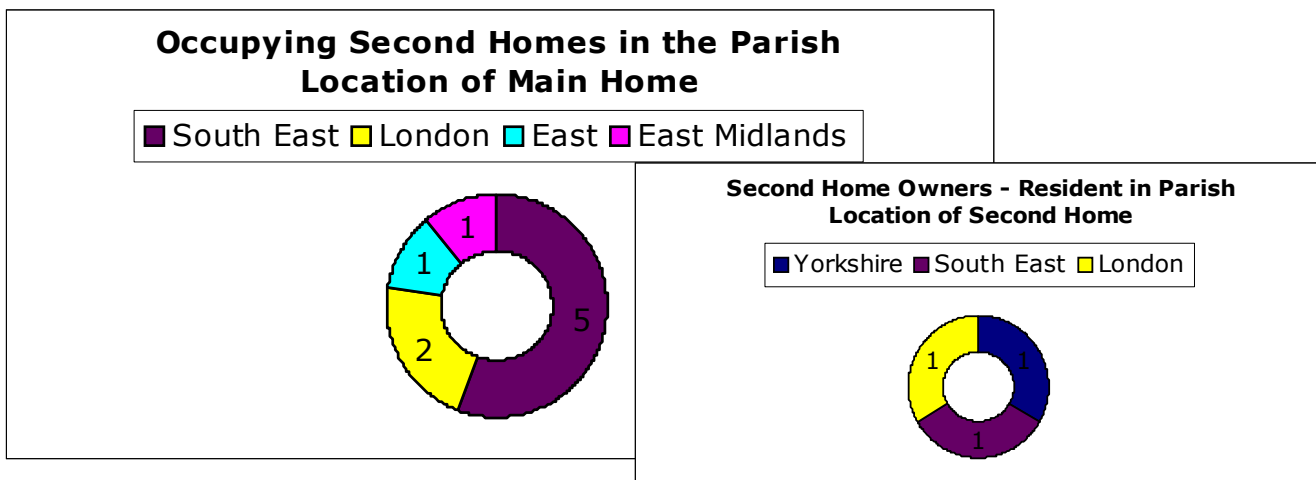 Occupying Second Homes in the Parish
Location of Main Home
South East London East East Midlands
1
1
5
2
Second Home Owners - Resident in Parish
Location of Second Home
Yorkshire South East London
1
1
1